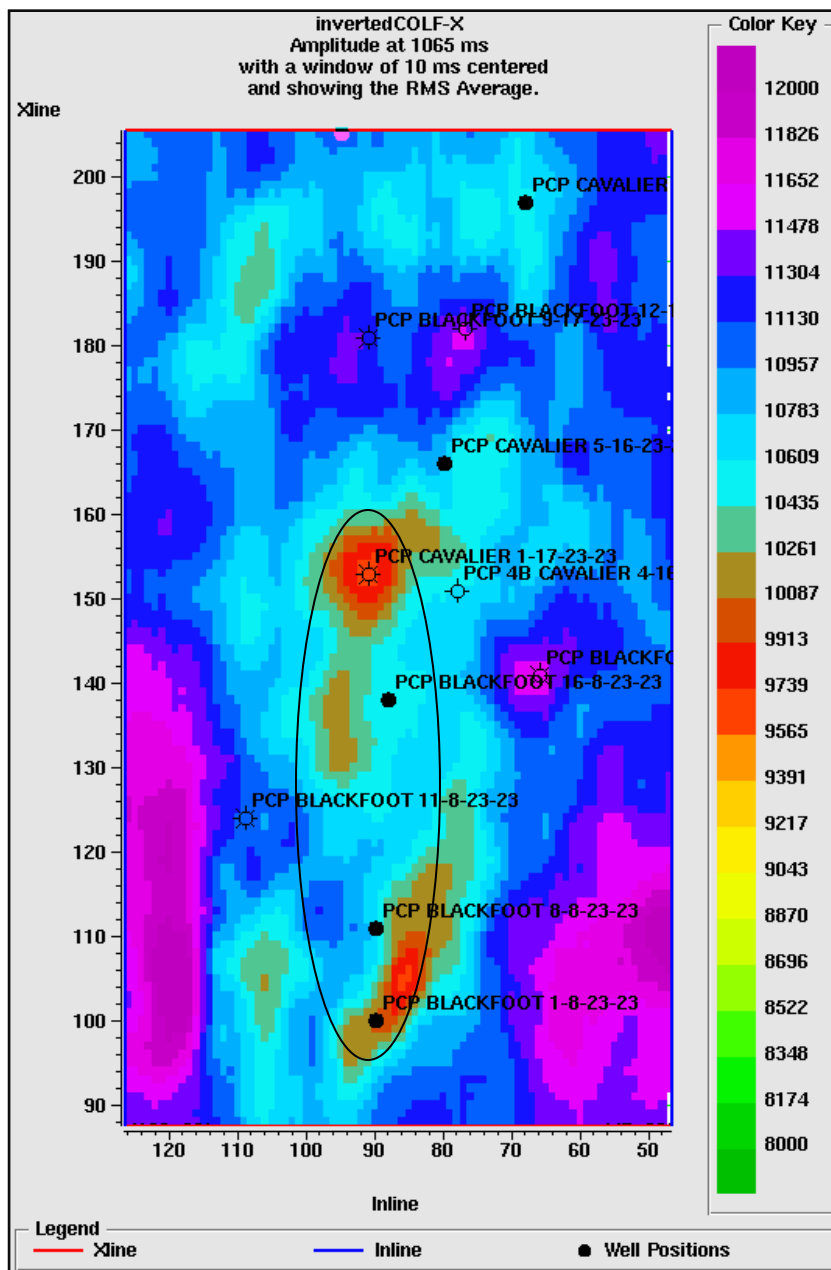 invertedCOLF-X
Amplitude at 1065 ms
with a window of 10 ms centered
and showing the RMS Average.
Color Key
Xline
200
190
180
170
160
150
140
130
120
110
100
90
PCP CAVALIER
PCP BLACKFOOT 12-1
PCP BLACKFOOT 9-17-23-23
PCP CAVALIER 5-16-23-
PCP CAVALIER 1-17-23-23
PCP 4B CAVALIER 4-16
PCP BLACKFO
PCP BLACKFOOT 16-8-23-23
PCP BLACKFOOT 11-8-23-23
PCP BLACKFOOT 8-8-23-23
PCP BLACKFOOT 1-8-23-23
120 110 100 90 80 70 60 50
Inline
12000
11826
11652
11478
11304
11130
10957
10783
10609
10435
10261
10087
9913
9739
9565
9391
9217
9043
8870
8696
8522
8348
8174
8000
Legend
Xline Inline Well Positions